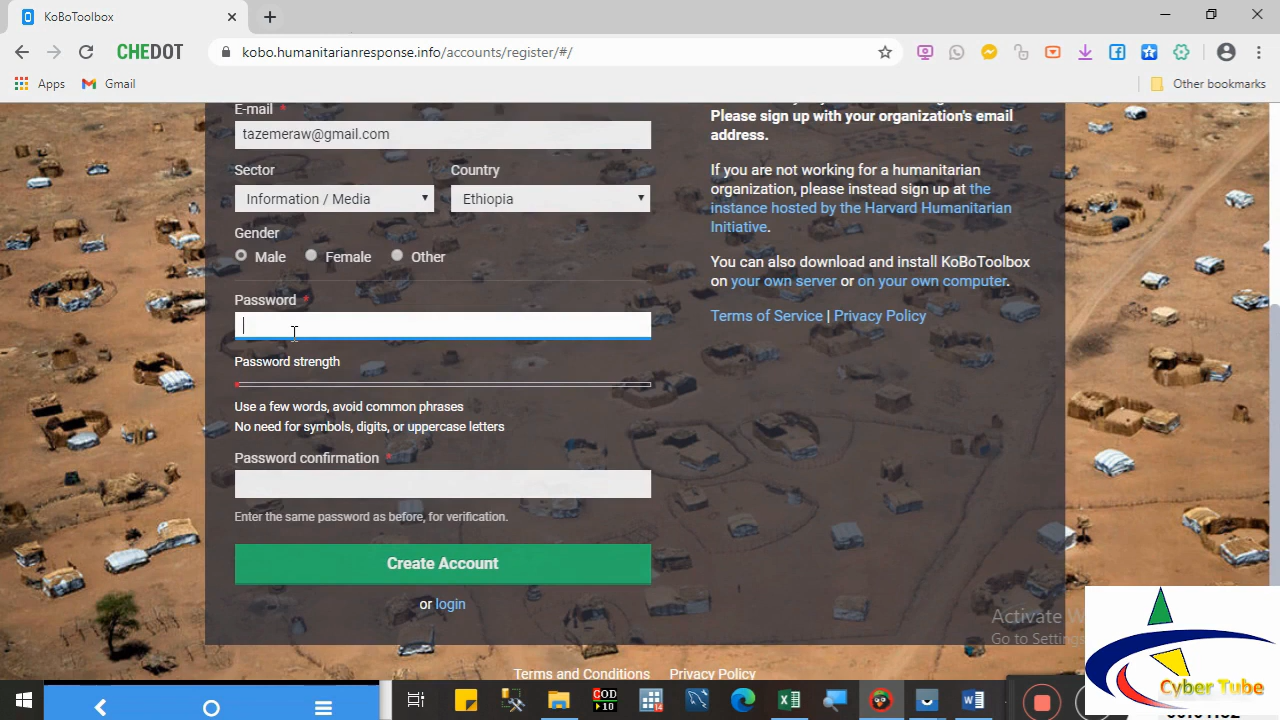 KoBoToolbox
CHEDOT
kobo.humanitarianresponse.info/accounts/register/#/
Apps
Gmail
Other bookmarks
E-mail *
tazemeraw@gmail.com
Sector
Country
Information / Media
Ethiopia
Gender
Male
Female
Other
Password *
Password strength
Use a few words, avoid common phrases
No need for symbols, digits, or uppercase letters
Password confirmation *
Enter the same password as before, for verification.
Create Account
or login
Please sign up with your organization's email
address.
If you are not working for a humanitarian
organization, please instead sign up at the
instance hosted by the Harvard Humanitarian
Initiative.
You can also download and install KoBoToolbox
on your own server or on your own computer.
Terms of Service | Privacy Policy
Activate
Go to Settings
Terms and Conditions
Privacy Policy
COD
10
14
Cyber Tube